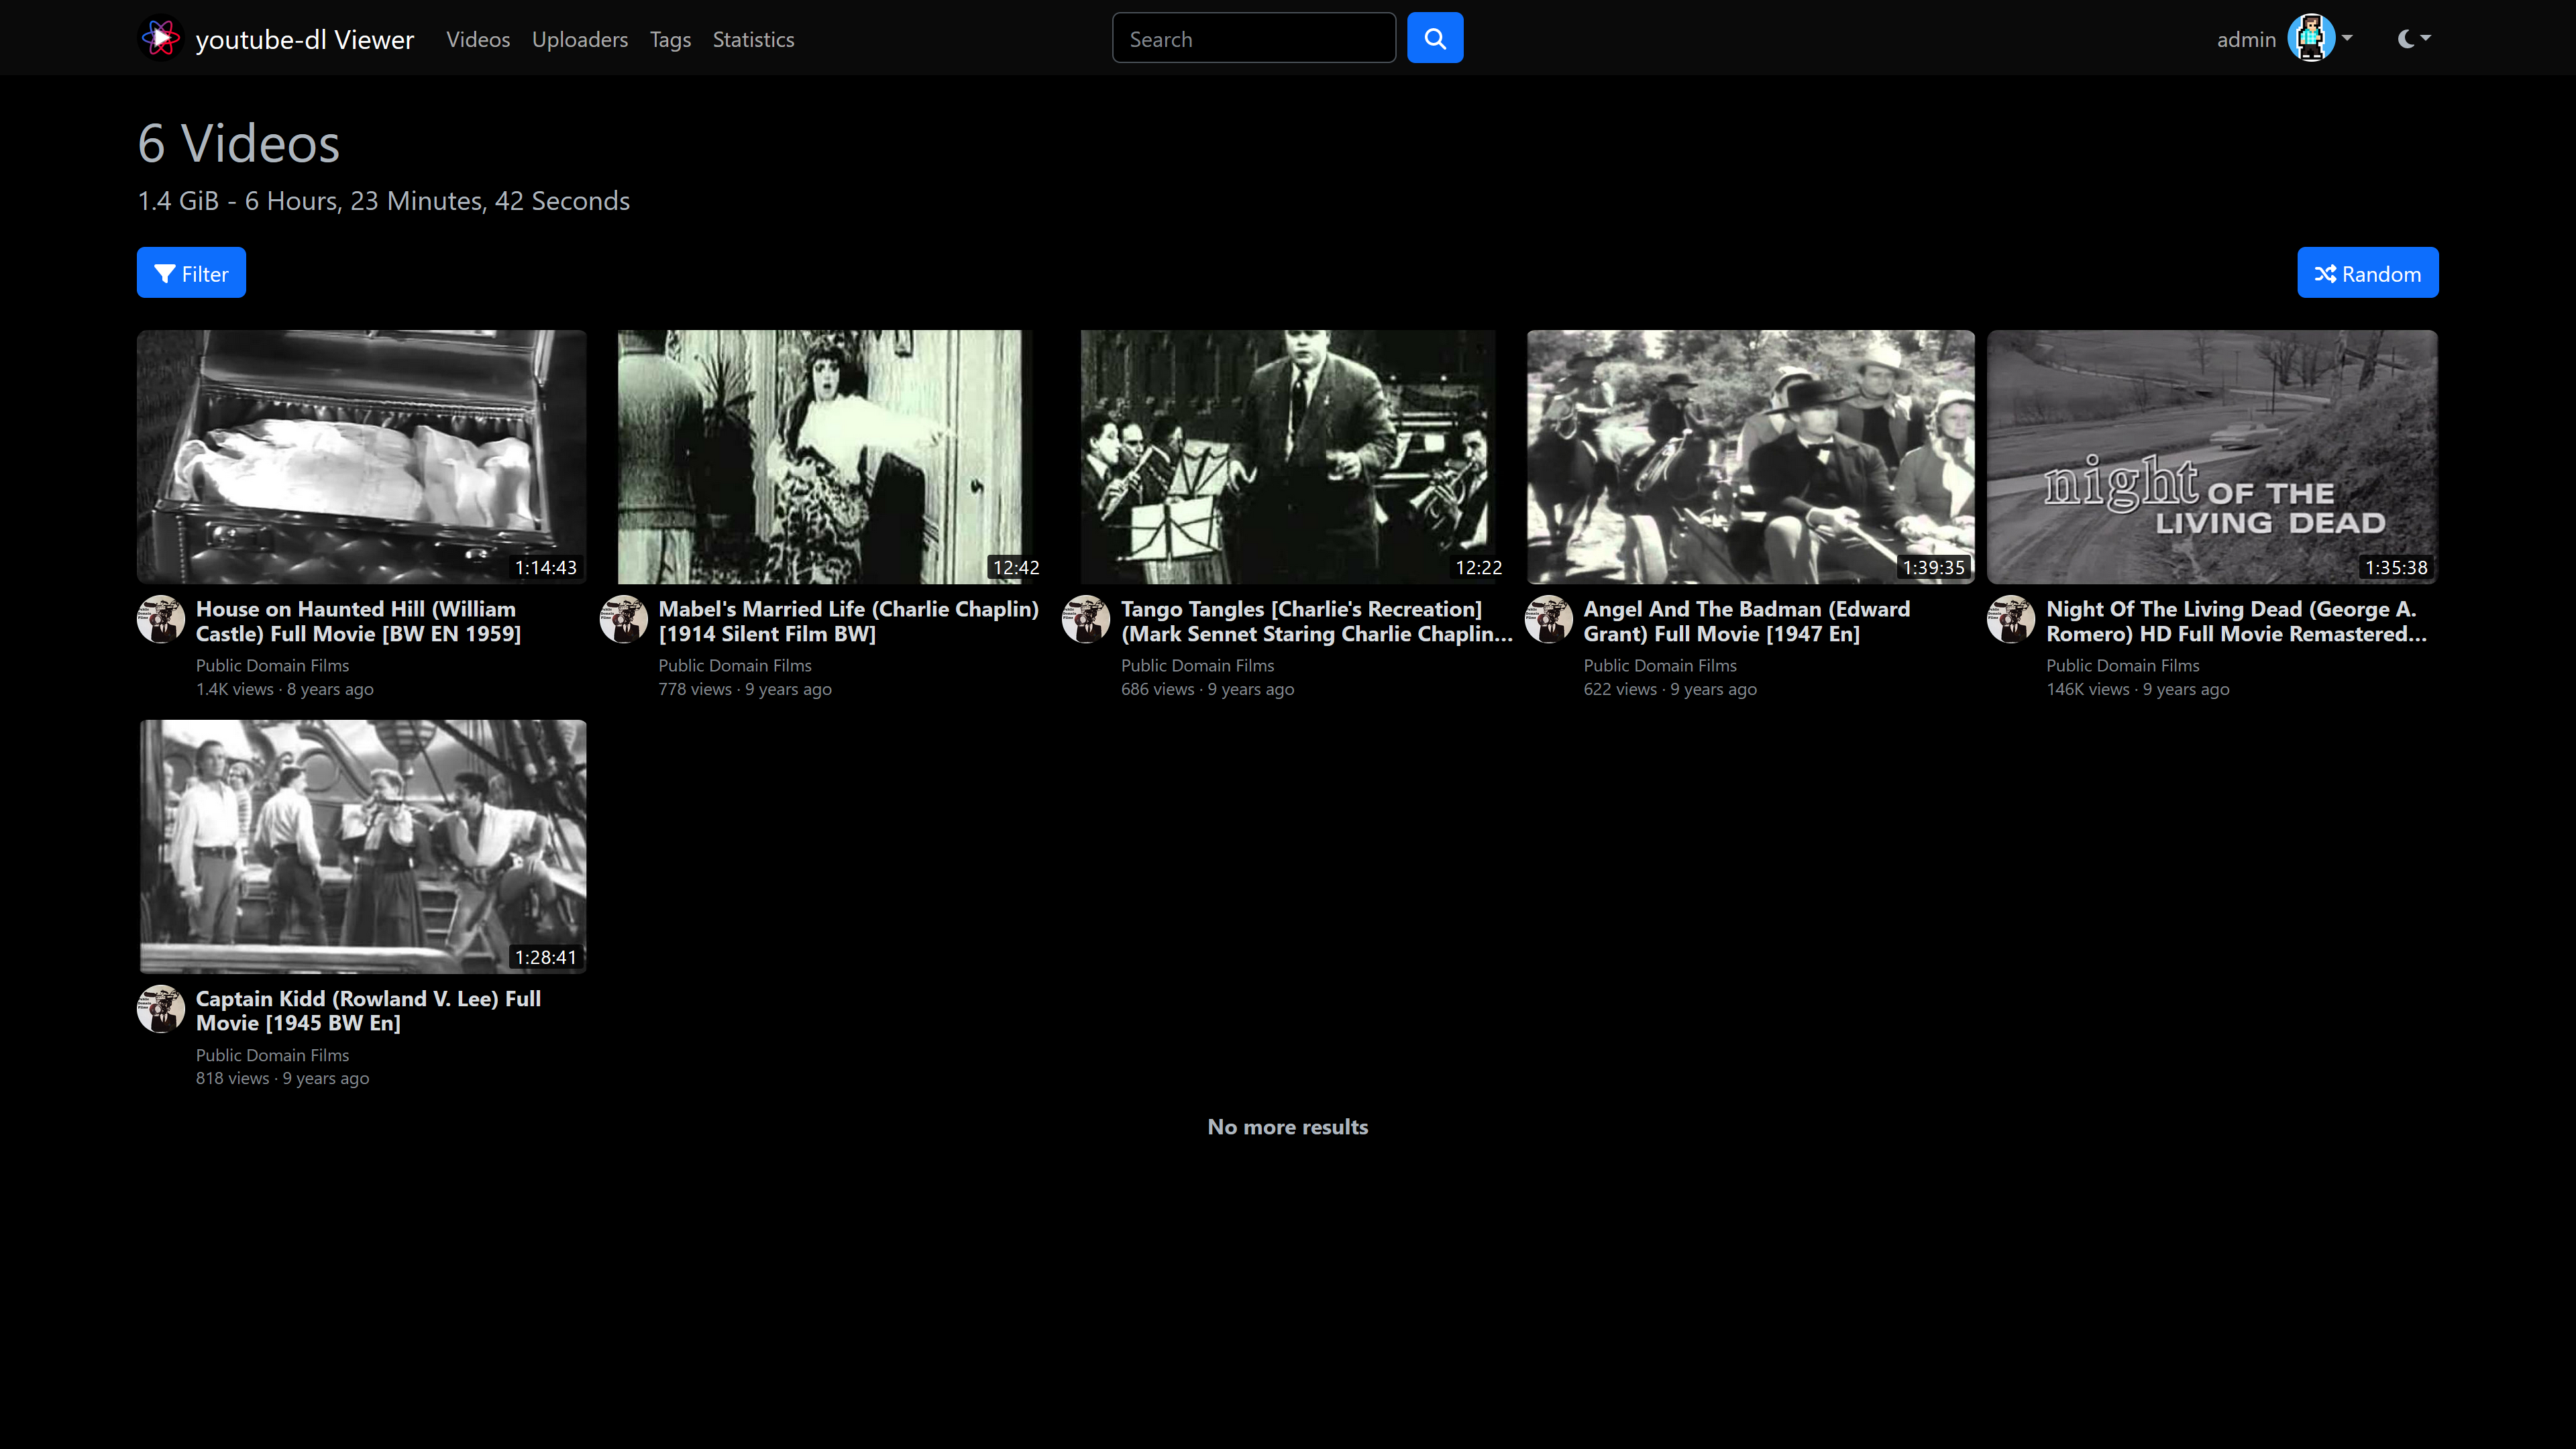 youtube-dl Viewer
Videos
Uploaders
Tags
Statistics
Search
admin
6 Videos
1.4 GiB - 6 Hours, 23 Minutes, 42 Seconds
Filter
Random
1:14:43
12:42
12:22
1:39:35
night OF THE
LIVING DEAD
1:35:38
House on Haunted Hill (William
Castle) Full Movie [BW EN 1959]
Public Domain Films
1.4K views · 8 years ago
Mabel's Married Life (Charlie Chaplin)
[1914 Silent Film BW]
Public Domain Films
778 views · 9 years ago
Tango Tangles [Charlie's Recreation]
(Mark Sennet Staring Charlie Chaplin...
Public Domain Films
686 views · 9 years ago
Angel And The Badman (Edward
Grant) Full Movie [1947 En]
Public Domain Films
622 views · 9 years ago
Night Of The Living Dead (George A.
Romero) HD Full Movie Remastered...
Public Domain Films
146K views · 9 years ago
1:28:41
Captain Kidd (Rowland V. Lee) Full
Movie [1945 BW En]
Public Domain Films
818 views · 9 years ago
No more results